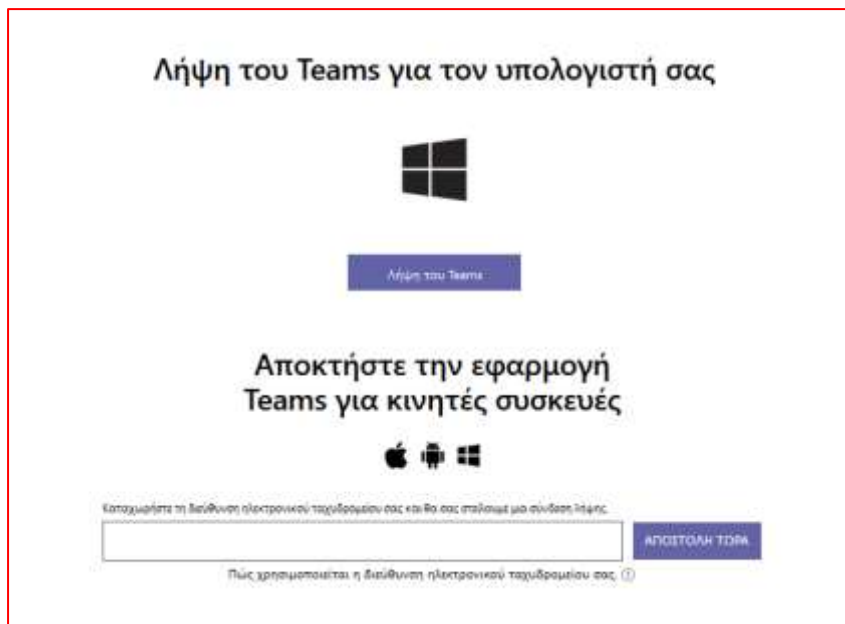 Λήψη του Teams για τον υπολογιστή σας
Λήψη του Teams
Αποκτήστε την εφαρμογή
Teams για κινητές συσκευές
Καταχωρήστε τη διεύθυνση ηλεκτρονικού ταχυδρομείου σας και θα σας στείλουμε μια σύνδεση λήψης.
ΑΠΟΣΤΟΛΗ ΤΩΡΑ
Πώς χρησιμοποιείται η διεύθυνση ηλεκτρονικού ταχυδρομείου σας.